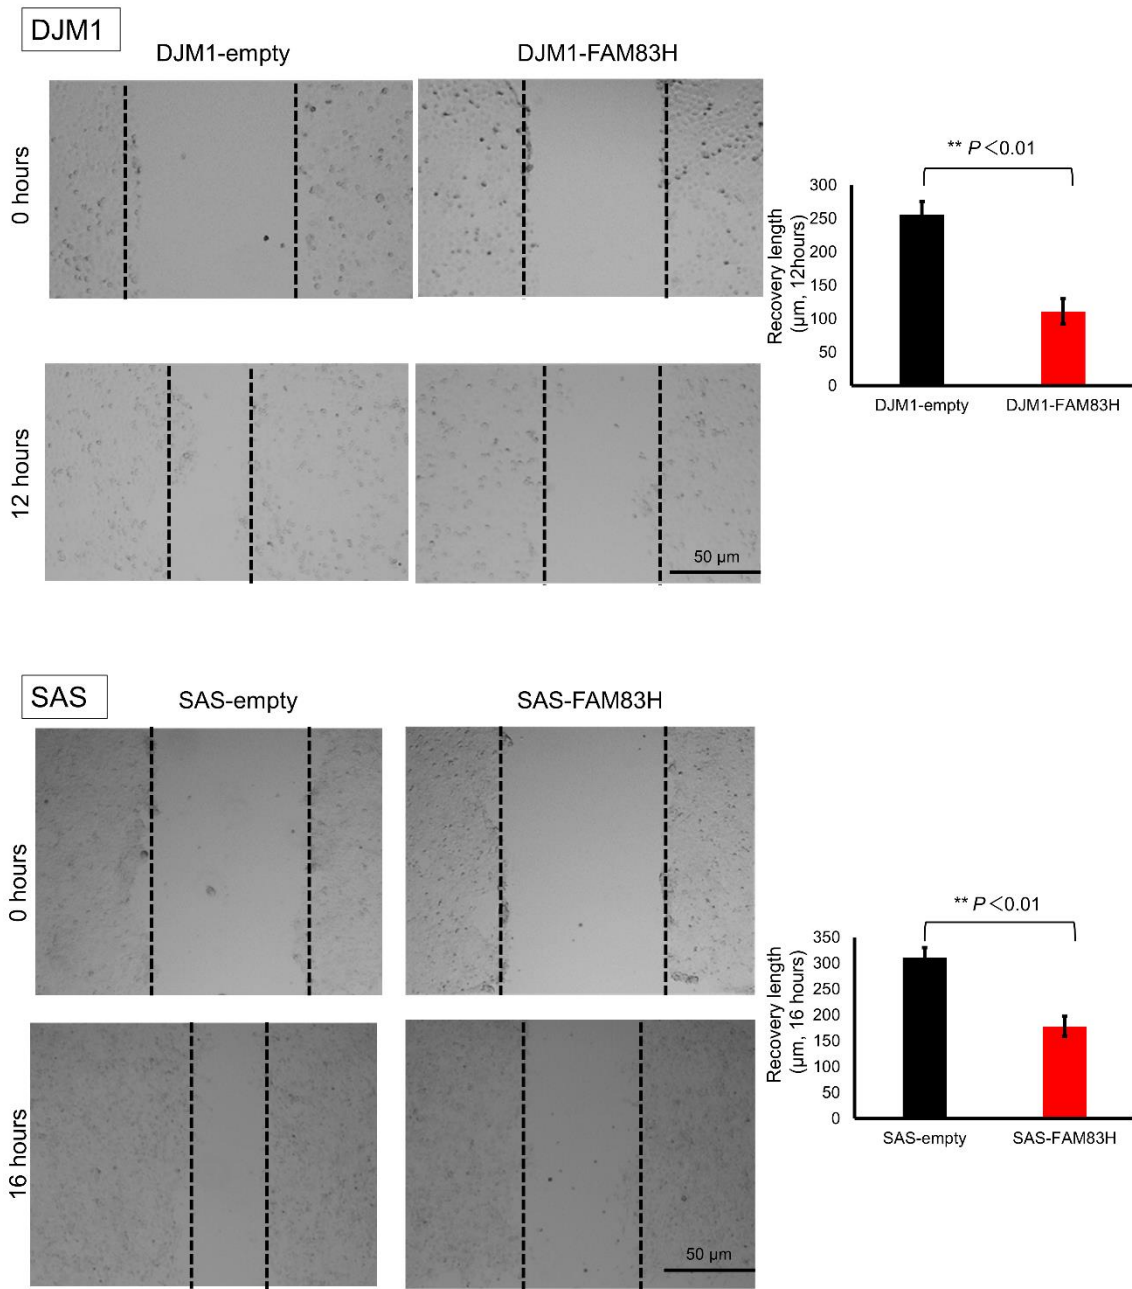 DJM1
DJM1-empty
DJM1-FAM83H
0 hours
12 hours
50 µm
** P＜0.01
Recovery length
(µm, 12hours)
300
250
200
150
100
50
0
DJM1-empty
DJM1-FAM83H
SAS
SAS-empty
SAS-FAM83H
0 hours
16 hours
50 µm
** P＜0.01
Recovery length
(µm, 16 hours)
350
300
250
200
150
100
50
0
SAS-empty
SAS-FAM83H